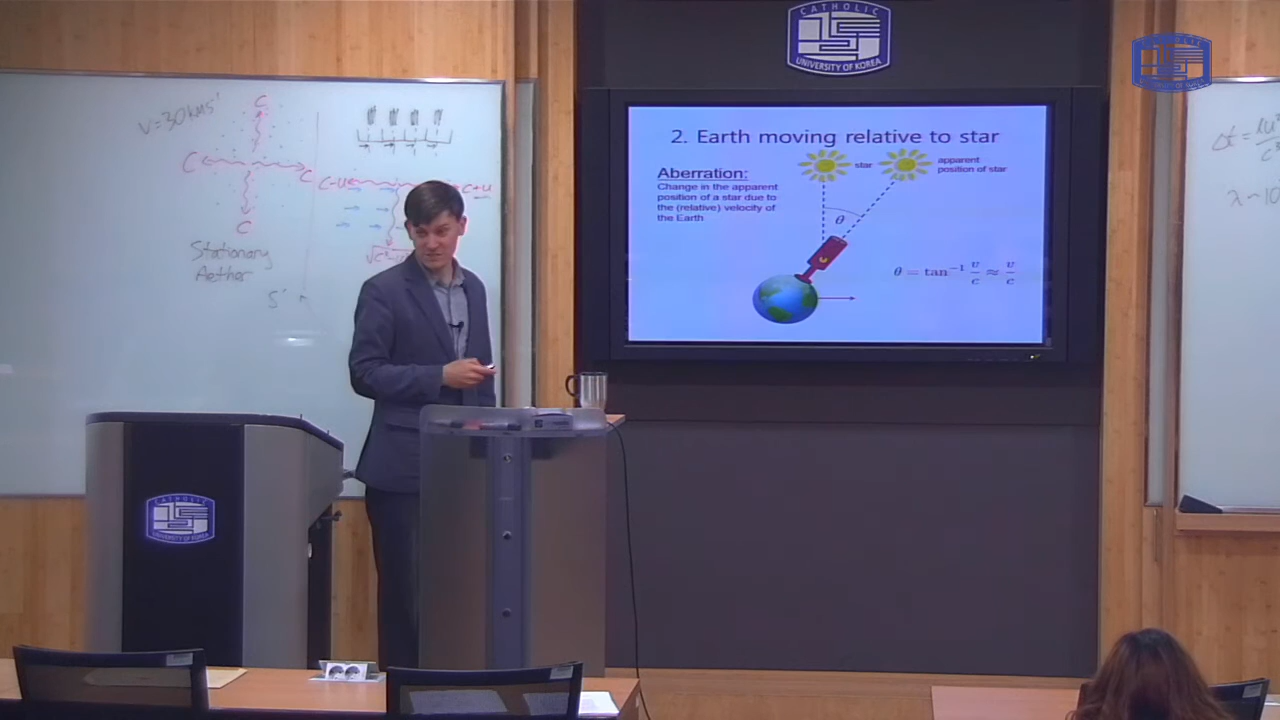 CATHOLIC
UNIVERSITY OF KOREA
V=30kms⁻¹
C
C
C
C
Stationary
Aether
S'
C-u
C+u
2. Earth moving relative to star
Aberration:
Change in the apparent
position of a star due to
the (relative) velocity of
the Earth
star
apparent
position of star
θ
c
θ = tan⁻¹ v/c ≈ v/c
CATHOLIC
UNIVERSITY OF KOREA
Δt =
λ ~ 10